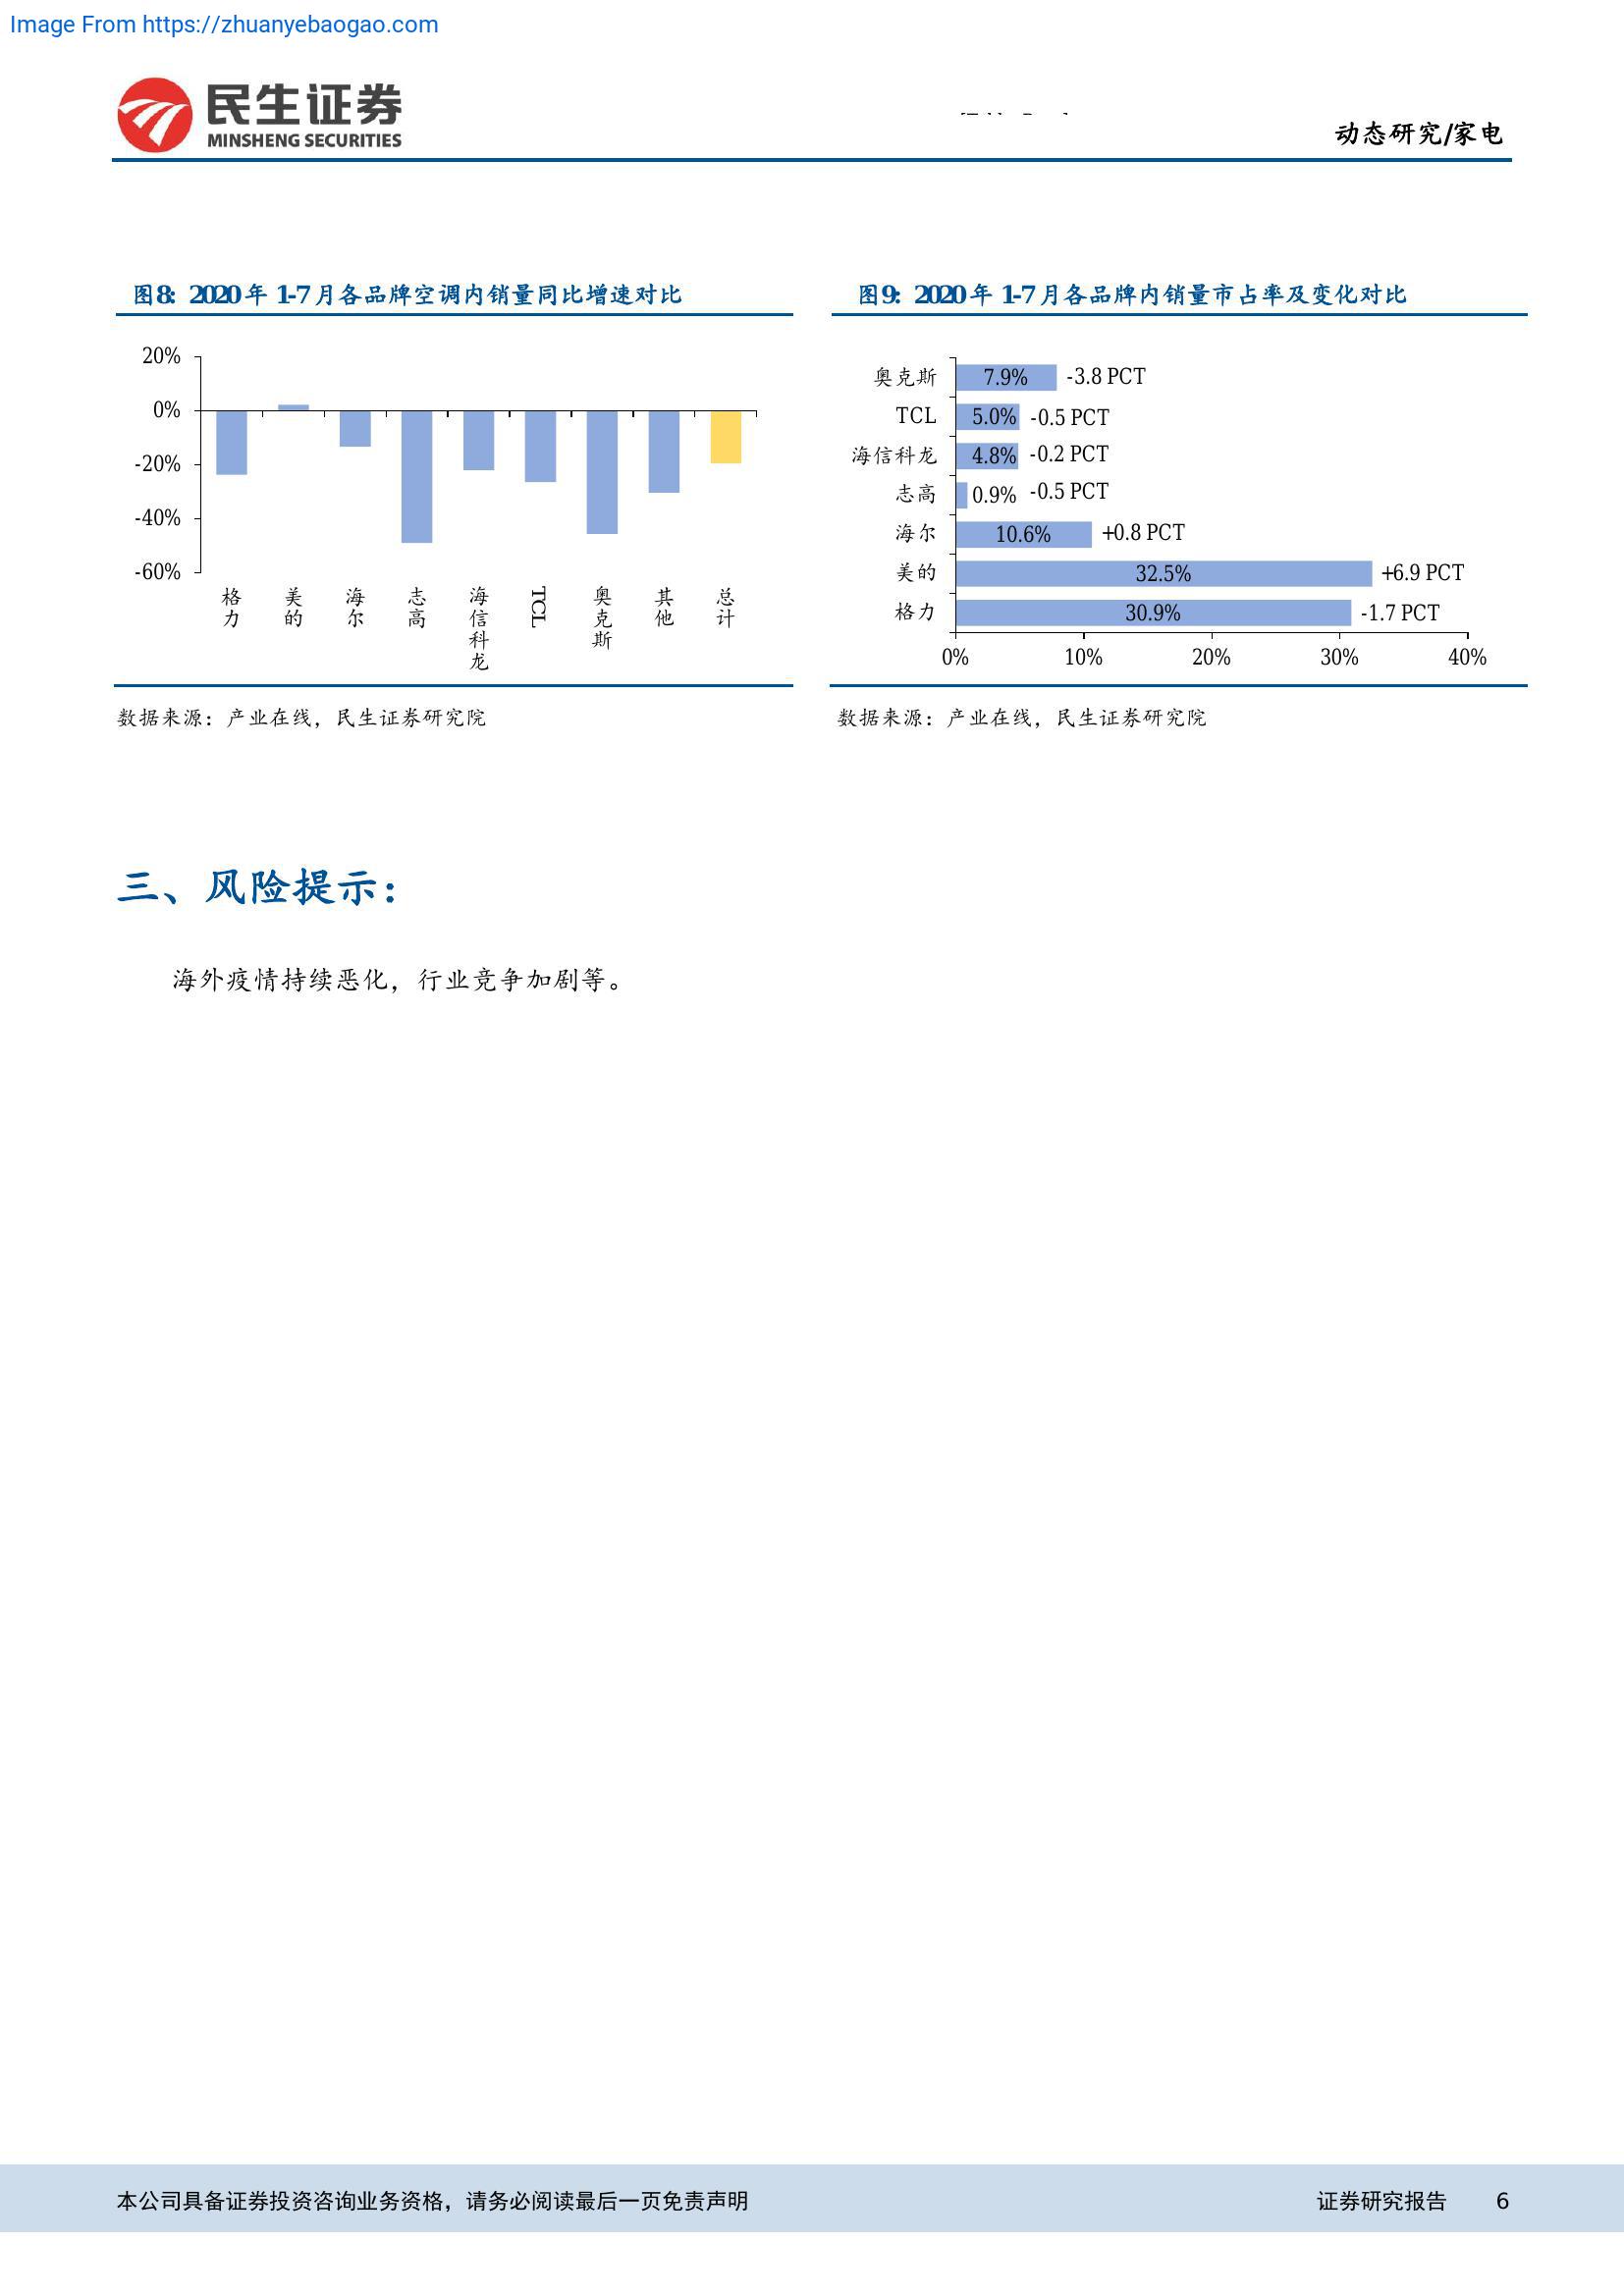 Image From https://zhuanyebaogao.com
民生证券
MINSHENG SECURITIES
动态研究/家电
图8: 2020年 1-7月各品牌空调内销量同比增速对比
20%
0%
-20%
-40%
-60%
格力
美的
海尔
志高
海信科龙
TCL
奥克斯
其他
总计
数据来源：产业在线，民生证券研究院
图9: 2020年 1-7月各品牌内销量市占率及变化对比
奥克斯 7.9% -3.8 PCT
TCL 5.0% -0.5 PCT
海信科龙 4.8% -0.2 PCT
志高 0.9% -0.5 PCT
海尔 10.6% +0.8 PCT
美的 32.5% +6.9 PCT
格力 30.9% -1.7 PCT
0% 10% 20% 30% 40%
数据来源：产业在线，民生证券研究院
三、风险提示：
海外疫情持续恶化，行业竞争加剧等。
本公司具备证券投资咨询业务资格，请务必阅读最后一页免责声明
证券研究报告 6